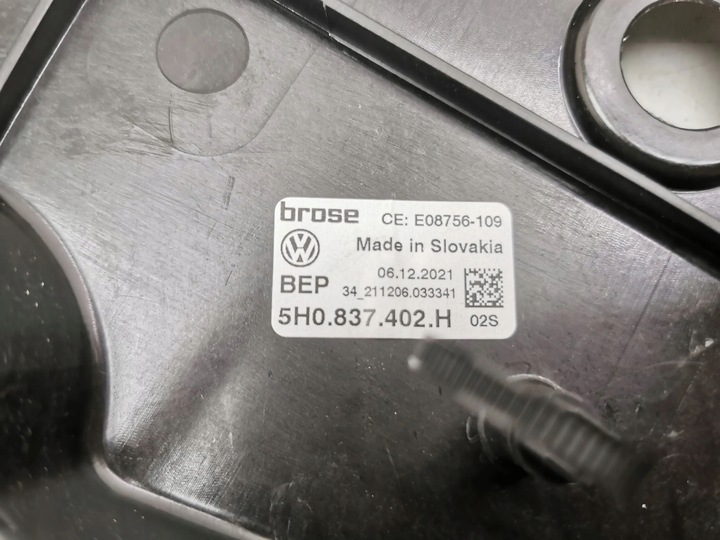 brose CE: E08756-109
Made in Slovakia
BEP 06.12.2021
34_211206.033341
5H0.837.402.H 02S